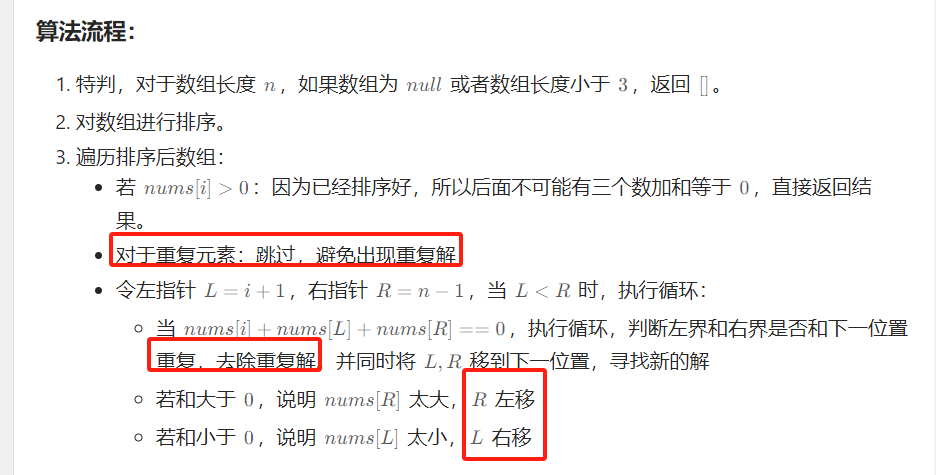 算法流程：
1. 特判，对于数组长度 n，如果数组为 null 或者数组长度小于 3，返回 []。
2. 对数组进行排序。
3. 遍历排序后数组：
• 若 nums[i] > 0：因为已经排序好，所以后面不可能有三个数加和等于 0，直接返回结
果。
• 对于重复元素：跳过，避免出现重复解
• 令左指针 L = i + 1，右指针 R = n − 1，当 L < R 时，执行循环：
◦ 当 nums[i] + nums[L] + nums[R] == 0，执行循环，判断左界和右界是否和下一位置
重复，去除重复解 并同时将 L, R 移到下一位置，寻找新的解
◦ 若和大于 0，说明 nums[R] 太大，R 左移
◦ 若和小于 0，说明 nums[L] 太小，L 右移